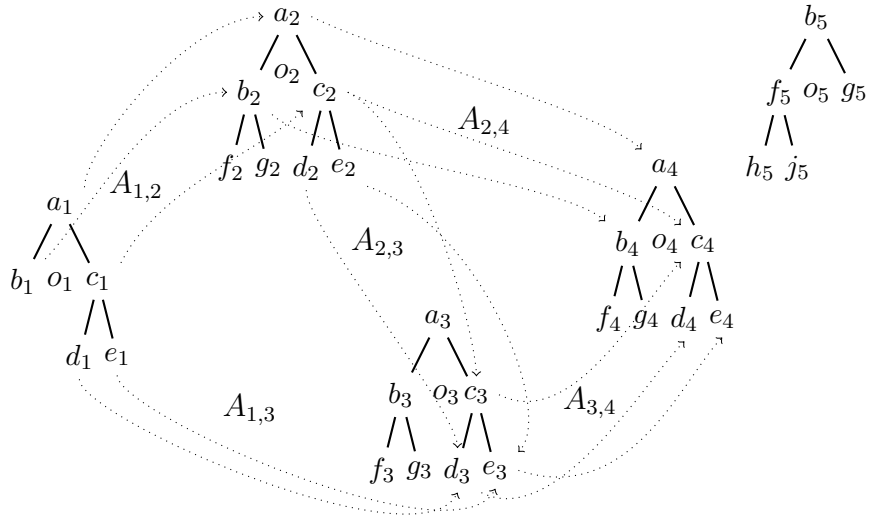 a₂
b₅
o₂
b₂ c₂
f₅ o₅ g₅
A₂,₄
f₂ g₂ d₂ e₂
a₄
h₅ j₅
A₁,₂
a₁
A₂,₃
b₄ o₄ c₄
b₁ o₁ c₁
a₃
f₄ g₄ d₄ e₄
d₁ e₁
b₃ o₃ c₃
A₁,₃
A₃,₄
f₃ g₃ d₃ e₃